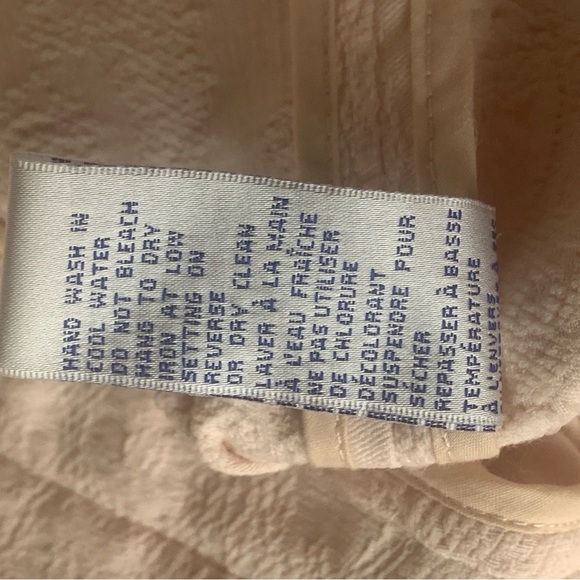 HAND WASH IN
COOL WATER
DO NOT BLEACH
HANG TO DRY
IRON AT LOW
SETTING ON
REVERSE
OR DRY CLEAN
LAVER À LA MAIN
À L'EAU FRAÎCHE
NE PAS UTILISER
DE CHLORURE
DÉCOLORANT
SUSPENDRE POUR
SÉCHER
REPASSER À BASSE
TEMPÉRATURE
À L'ENVERS